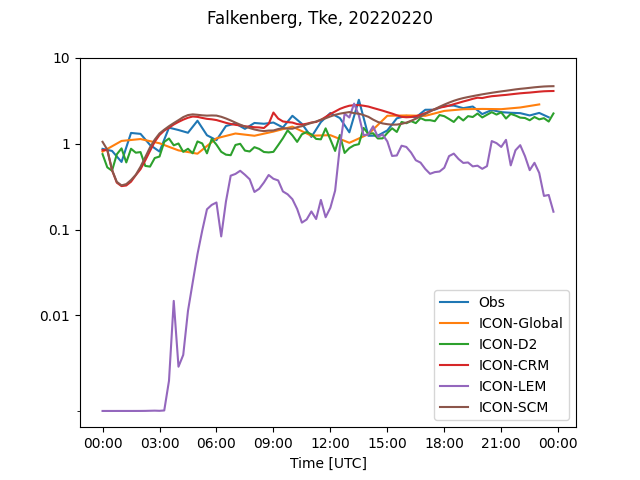 Falkenberg, Tke, 20220220
10
1
0.1
0.01
00:00 03:00 06:00 09:00 12:00 15:00 18:00 21:00 00:00
Time [UTC]
Obs
ICON-Global
ICON-D2
ICON-CRM
ICON-LEM
ICON-SCM